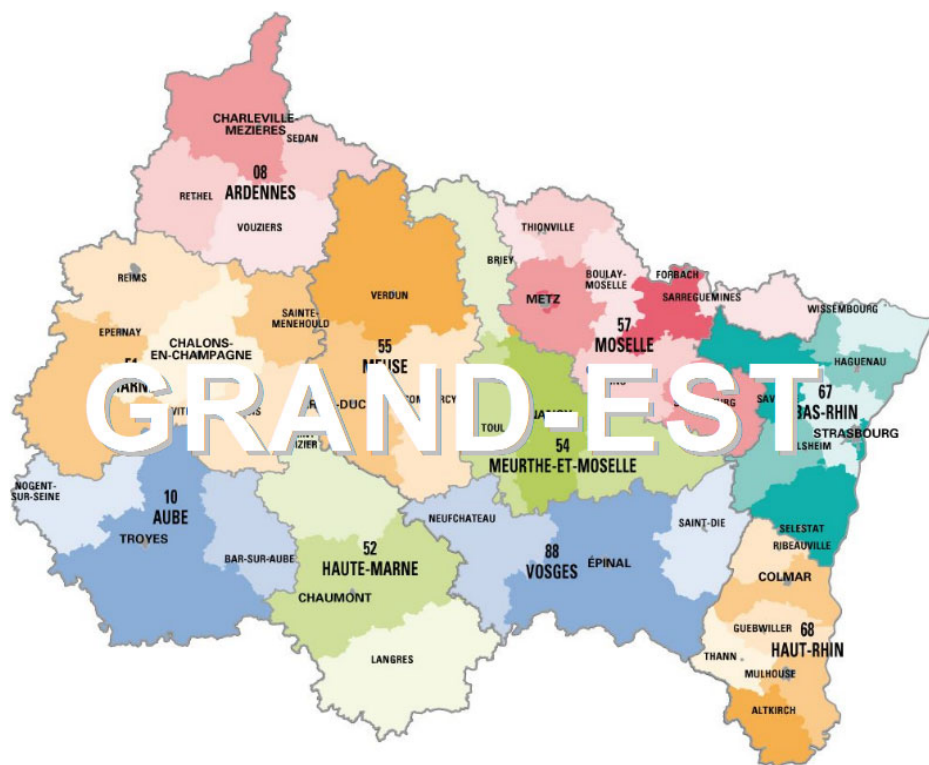 CHARLEVILLE-
MEZIÈRES
SEDAN
08
ARDENNES
RETHEL
VOUZIERS
THIONVILLE
BRIEY
REIMS
BOULAY-
MOSELLE
FORBACH
METZ
VERDUN
SARREGUEMINES
WISSEMBOURG
SAINTE-
MENEHOULD
EPERNAY
CHALONS-
EN-CHAMPAGNE
57
MOSELLE
55
MEUSE
HAGUENAU
67
BAS-RHIN
GRAND-EST
TOUL
STRASBOURG
54
MEURTHE-ET-MOSELLE
NOGENT-
SUR-SEINE
10
AUBE
TROYES
NEUFCHATEAU
SAINT-DIE
SELESTAT
RIBEAUVILLE
BAR-SUR-AUBE
52
HAUTE-MARNE
88
VOSGES
ÉPINAL
COLMAR
CHAUMONT
GUEBWILLER
68
HAUT-RHIN
LANGRES
THANN
MULHOUSE
ALTKIRCH